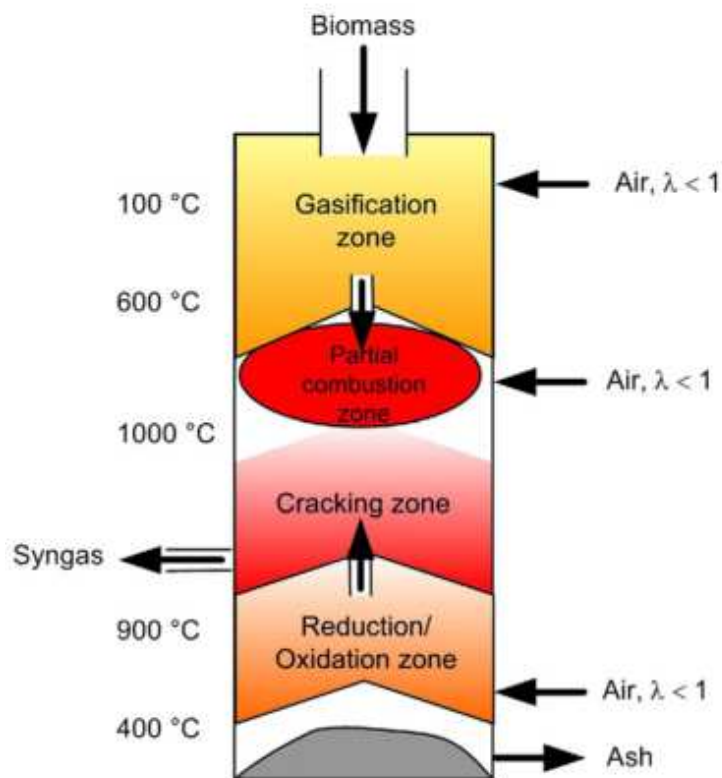 Biomass
Air, λ < 1
100 °C
Gasification
zone
600 °C
Partial
combustion
zone
Air, λ < 1
1000 °C
Cracking zone
Syngas
900 °C
Reduction/
Oxidation zone
Air, λ < 1
400 °C
Ash